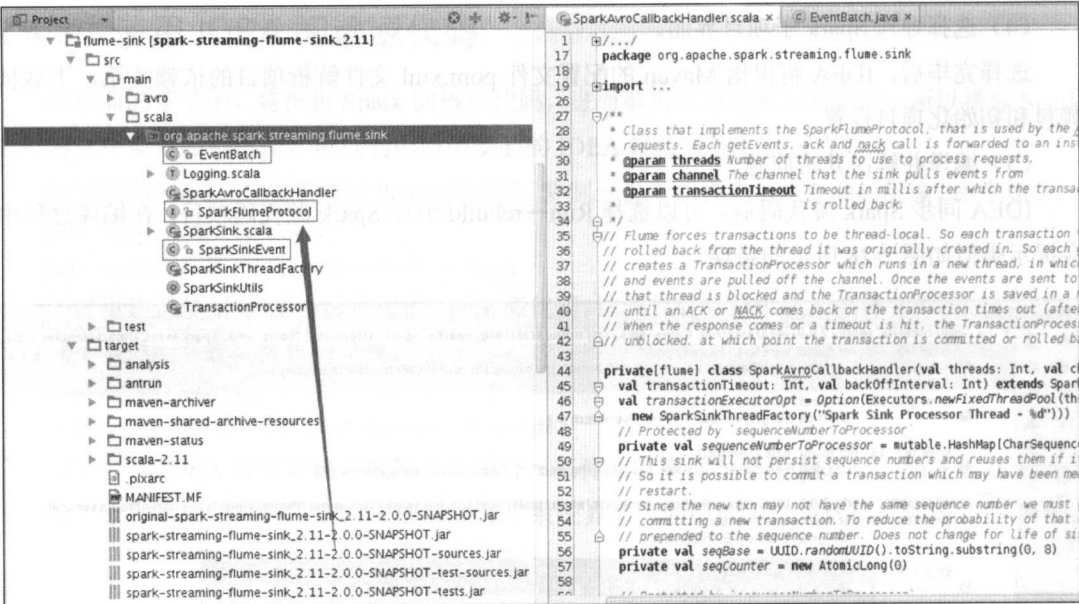 Project
flume-sink [spark-streaming-flume-sink_2.11]
src
main
avro
scala
org.apache.spark.streaming.flume.sink
EventBatch
Logging.scala
SparkAvroCallbackHandler
SparkFlumeProtocol
SparkSink.scala
SparkSinkEvent
SparkSinkThreadFactory
SparkSinkUtils
TransactionProcessor
test
target
analysis
antrun
maven-archiver
maven-shared-archive-resources
maven-status
scala-2.11
.plxarc
MANIFEST.MF
original-spark-streaming-flume-sink_2.11-2.0.0-SNAPSHOT.jar
spark-streaming-flume-sink_2.11-2.0.0-SNAPSHOT.jar
spark-streaming-flume-sink_2.11-2.0.0-SNAPSHOT-sources.jar
spark-streaming-flume-sink_2.11-2.0.0-SNAPSHOT-test-sources.jar
spark-streaming-flume-sink_2.11-2.0.0-SNAPSHOT-tests.jar
SparkAvroCallbackHandler.scala × EventBatch.java ×
1 /.../
17 package org.apache.spark.streaming.flume.sink
18
19 import ...
26
27 /**
28 * Class that implements the SparkFlumeProtocol, that is used by the
29 * requests. Each getEvents, ack and nack call is forwarded to an inst
30 * @param threads Number of threads to use to process requests.
31 * @param channel The channel that the sink pulls events from
32 * @param transactionTimeout Timeout in millis after which the transac
33 * is rolled back.
34 */
35 // Flume forces transactions to be thread-local. So each transaction
36 // rolled back from the thread it was originally created in. So each
37 // creates a TransactionProcessor which runs in a new thread, in which
38 // and events are pulled off the channel. Once the events are sent to
39 // that thread is blocked and the TransactionProcessor is saved in a
40 // until an ACK or NACK comes back or the transaction times out (after
41 // When the response comes or a timeout is hit, the TransactionProcess
42 // unblocked, at which point the transaction is committed or rolled ba
43
44 private[flume] class SparkAvroCallbackHandler(val threads: Int, val ch
45 val transactionTimeout: Int, val backOffInterval: Int) extends Spar
46 val transactionExecutorOpt = Option(Executors.newFixedThreadPool(thr
47 new SparkSinkThreadFactory("Spark Sink Processor Thread - %d")))
48 // Protected by `sequenceNumberToProcessor`
49 private val sequenceNumberToProcessor = mutable.HashMap[CharSequence
50 // This sink will not persist sequence numbers and reuses them if it
51 // So it is possible to commit a transaction which may have been me
52 // restart.
53 // Since the new txn may not have the same sequence number we must
54 // committing a new transaction. To reduce the probability of that
55 // prepended to the sequence number. Does not change for life of si
56 private val seqBase = UUID.randomUUID().toString.substring(0, 8)
57 private val seqCounter = new AtomicLong(0)
58